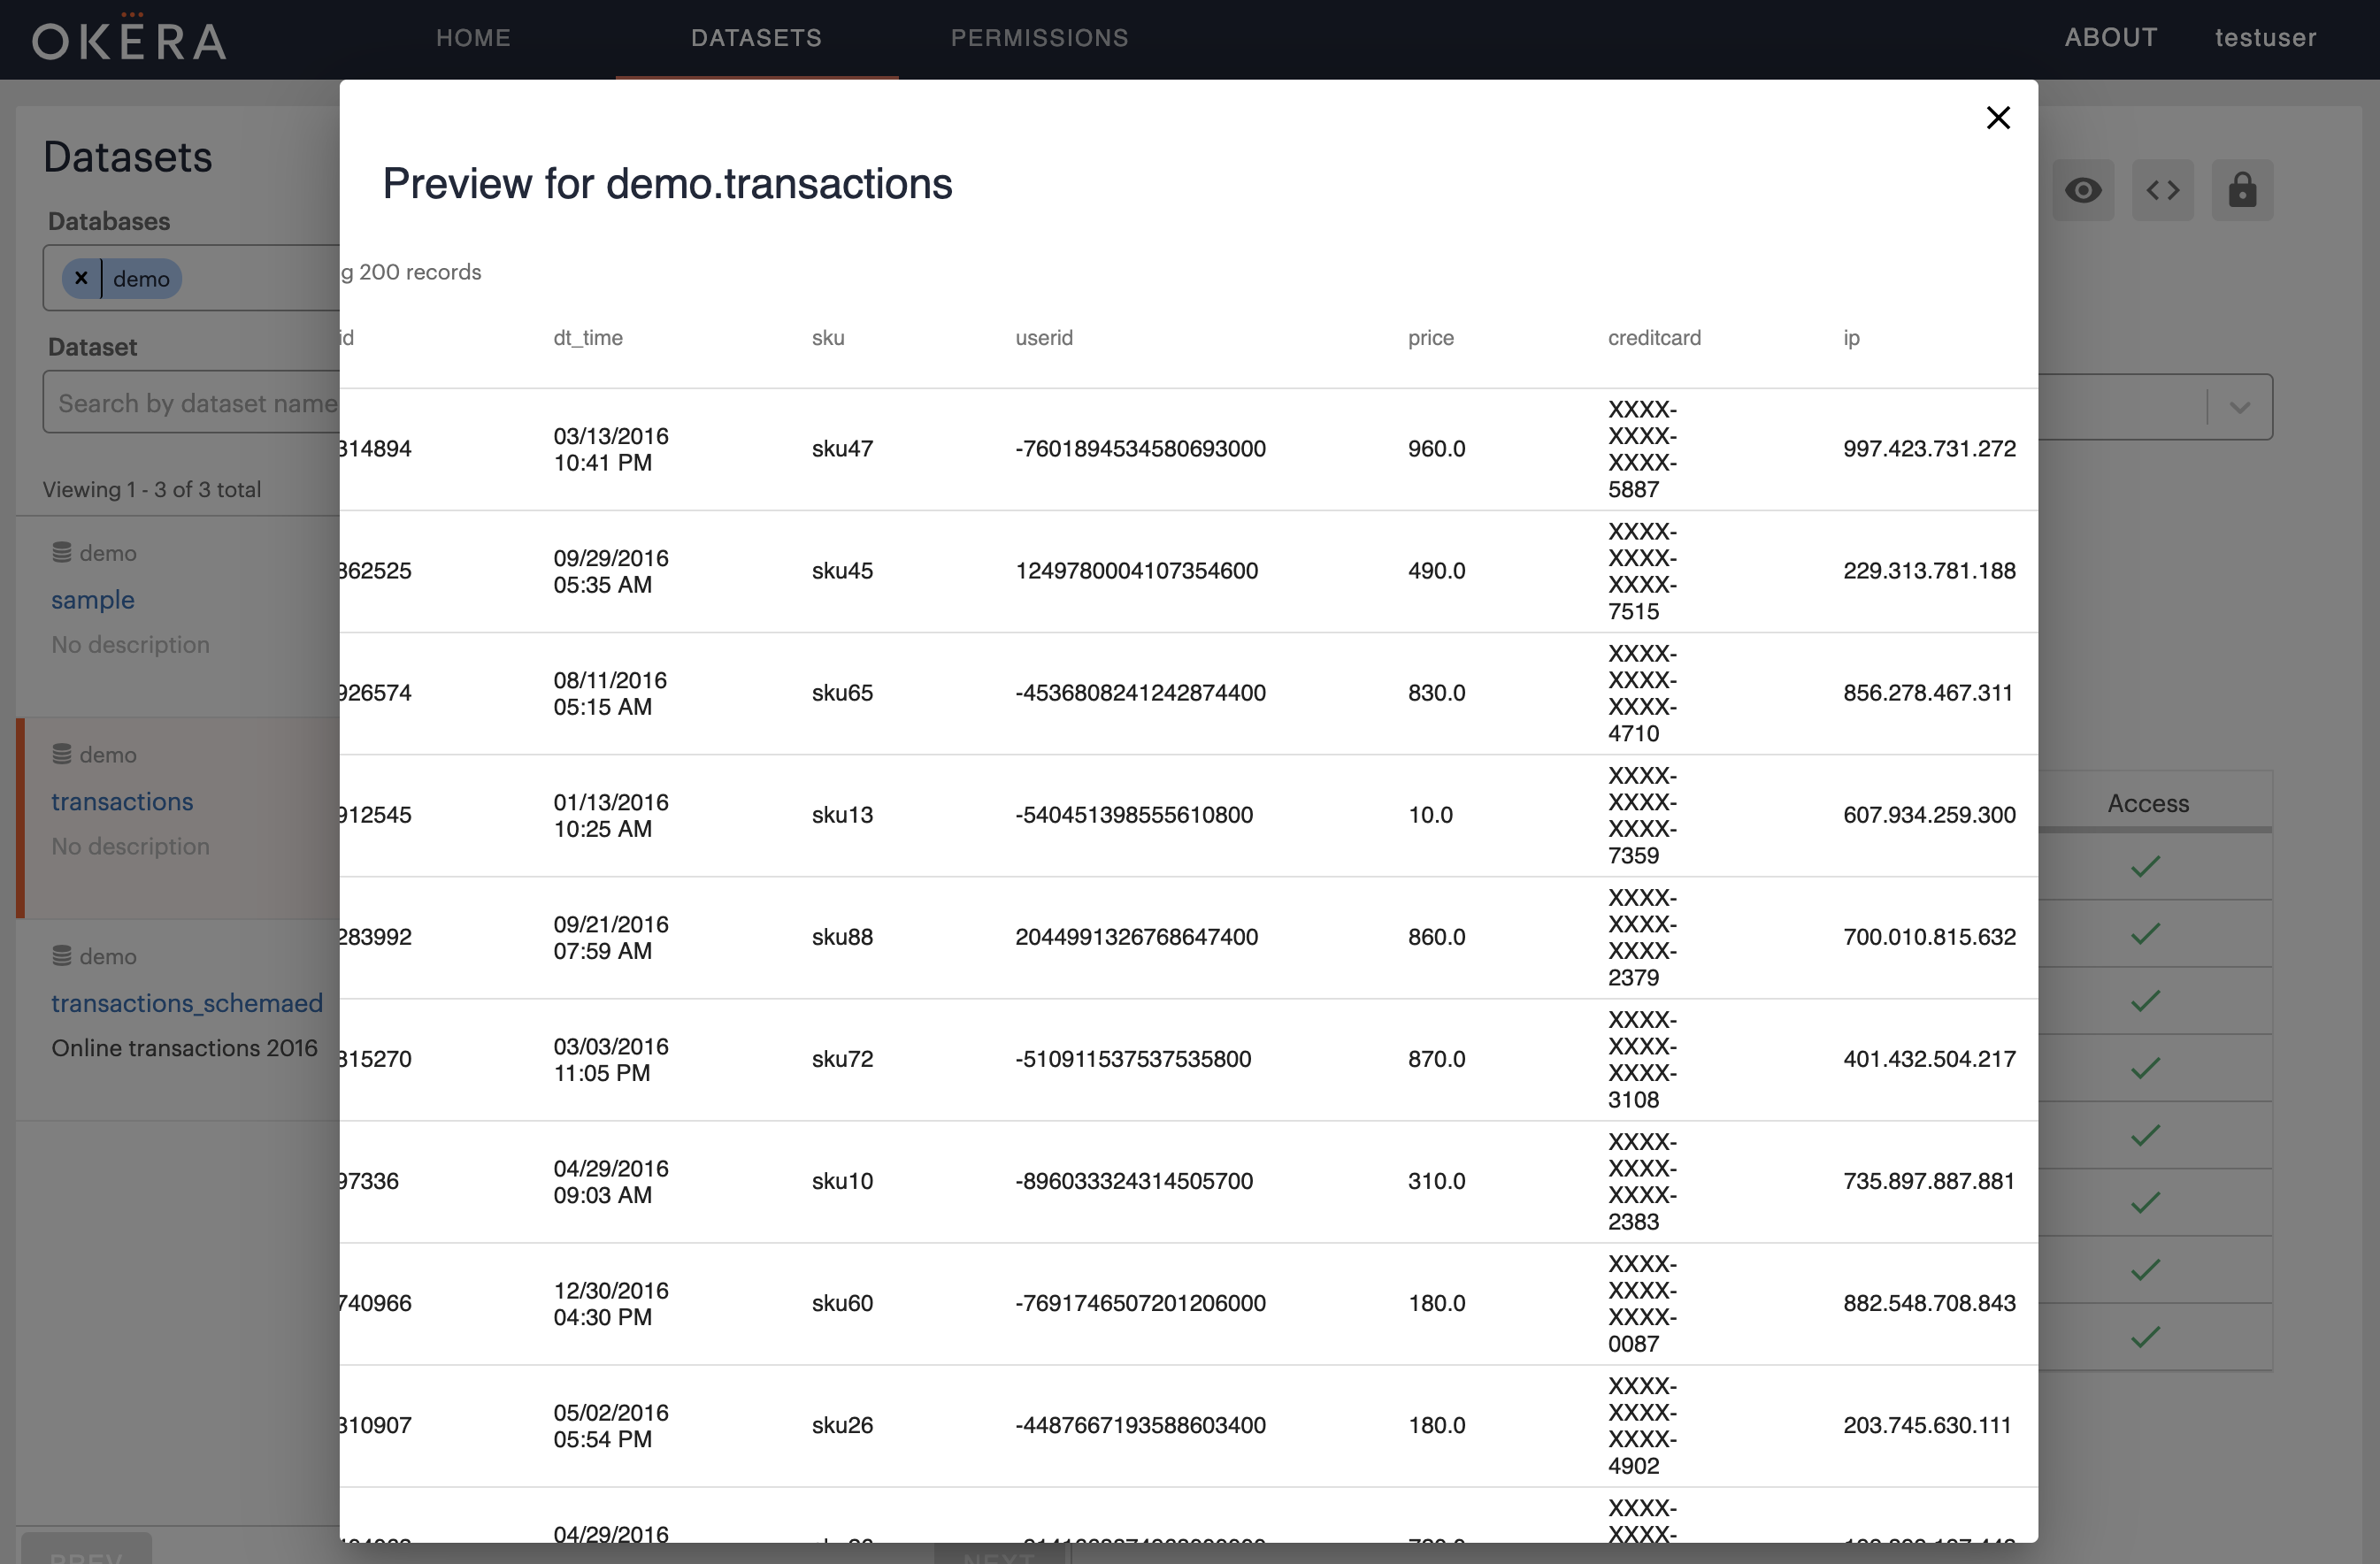 OKERA
HOME
DATASETS
PERMISSIONS
ABOUT
testuser
Datasets
Databases
demo
Dataset
Search by dataset name
Viewing 1 - 3 of 3 total
demo
sample
No description
demo
transactions
No description
demo
transactions_schemaed
Online transactions 2016
Preview for demo.transactions
g 200 records
id dt_time sku userid price creditcard ip
314894 03/13/2016 10:41 PM sku47 -7601894534580693000 960.0 XXXX-XXXX-XXXX-5887 997.423.731.272
862525 09/29/2016 05:35 AM sku45 1249780004107354600 490.0 XXXX-XXXX-XXXX-7515 229.313.781.188
926574 08/11/2016 05:15 AM sku65 -4536808241242874400 830.0 XXXX-XXXX-XXXX-4710 856.278.467.311
912545 01/13/2016 10:25 AM sku13 -540451398555610800 10.0 XXXX-XXXX-XXXX-7359 607.934.259.300
283992 09/21/2016 07:59 AM sku88 2044991326768647400 860.0 XXXX-XXXX-XXXX-2379 700.010.815.632
315270 03/03/2016 11:05 PM sku72 -510911537537535800 870.0 XXXX-XXXX-XXXX-3108 401.432.504.217
97336 04/29/2016 09:03 AM sku10 -896033324314505700 310.0 XXXX-XXXX-XXXX-2383 735.897.887.881
740966 12/30/2016 04:30 PM sku60 -7691746507201206000 180.0 XXXX-XXXX-XXXX-0087 882.548.708.843
310907 05/02/2016 05:54 PM sku26 -4487667193588603400 180.0 XXXX-XXXX-XXXX-4902 203.745.630.111
04/29/2016 XXXX-XXXX-
Access
PREV
NEXT